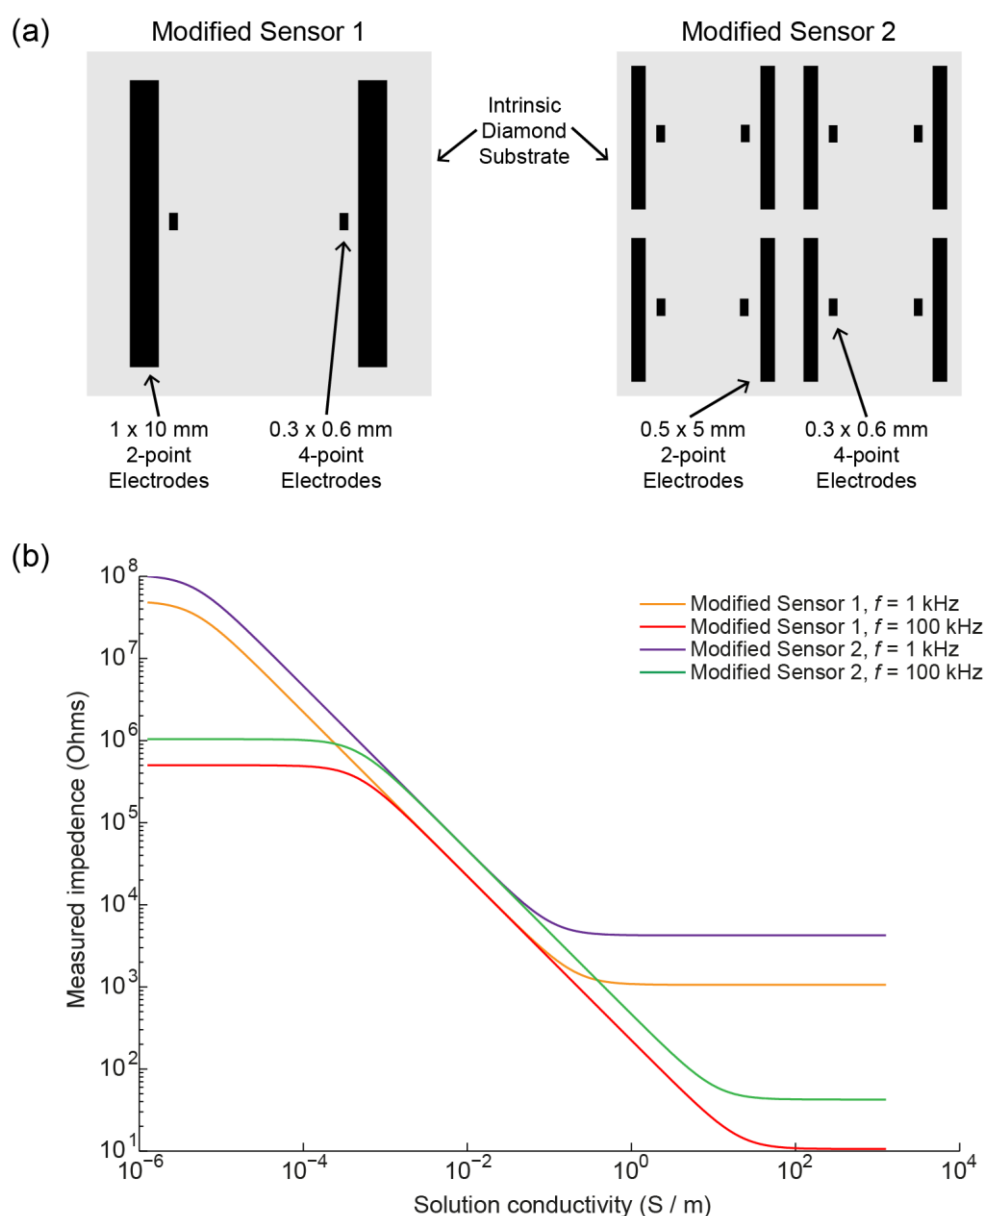 (a)
Modified Sensor 1
Modified Sensor 2
Intrinsic
Diamond
Substrate
1 x 10 mm
2-point
Electrodes
0.3 x 0.6 mm
4-point
Electrodes
0.5 x 5 mm
2-point
Electrodes
0.3 x 0.6 mm
4-point
Electrodes
(b)
Measured impedence (Ohms)
10⁸
10⁷
10⁶
10⁵
10⁴
10³
10²
10¹
Modified Sensor 1, f = 1 kHz
Modified Sensor 1, f = 100 kHz
Modified Sensor 2, f = 1 kHz
Modified Sensor 2, f = 100 kHz
10⁻⁶
10⁻⁴
10⁻²
10⁰
10²
10⁴
Solution conductivity (S / m)